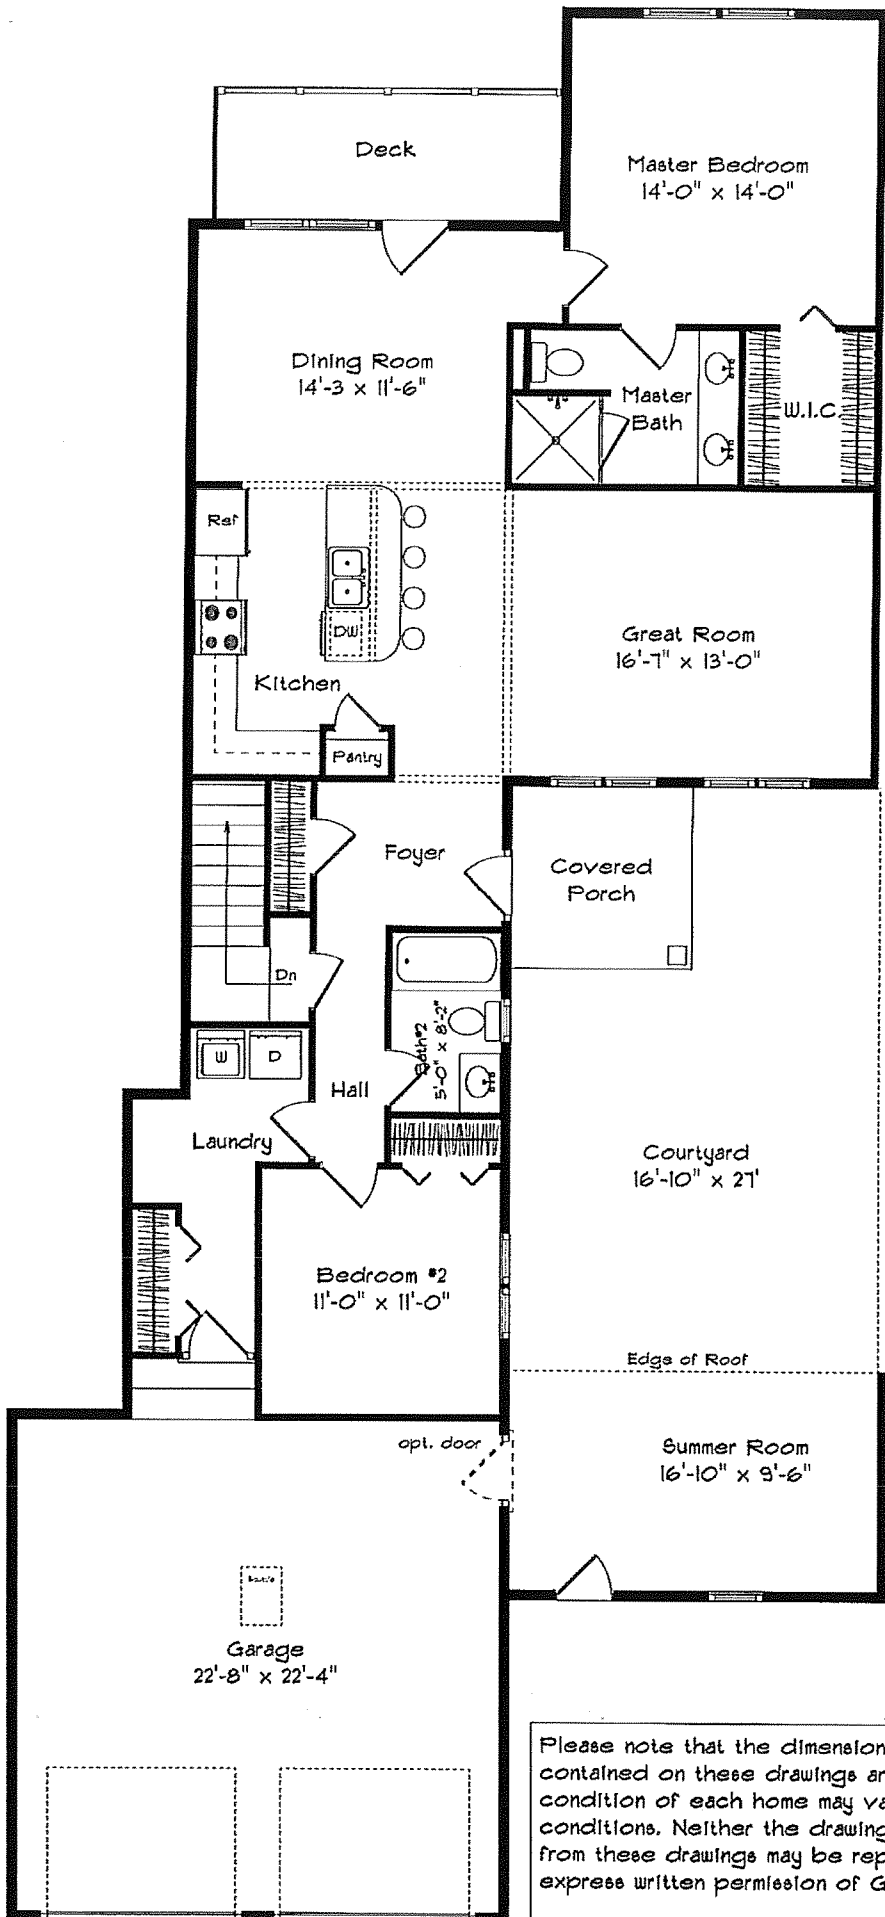 Deck
Master Bedroom
14'-0" x 14'-0"
Dining Room
14'-3 x 11'-6"
Master
Bath
W.I.C.
Ref
DW
Great Room
16'-7" x 13'-0"
Kitchen
Pantry
Foyer
Covered
Porch
Dn
Bath#2
5'-0" x 8'-2"
W
D
Hall
Laundry
Courtyard
16'-10" x 27'
Bedroom #2
11'-0" x 11'-0"
Edge of Roof
opt. door
Summer Room
16'-10" x 9'-6"
Garage
22'-8" x 22'-4"
Please note that the dimension
contained on these drawings ar
condition of each home may va
conditions. Neither the drawing
from these drawings may be rep
express written permission of G